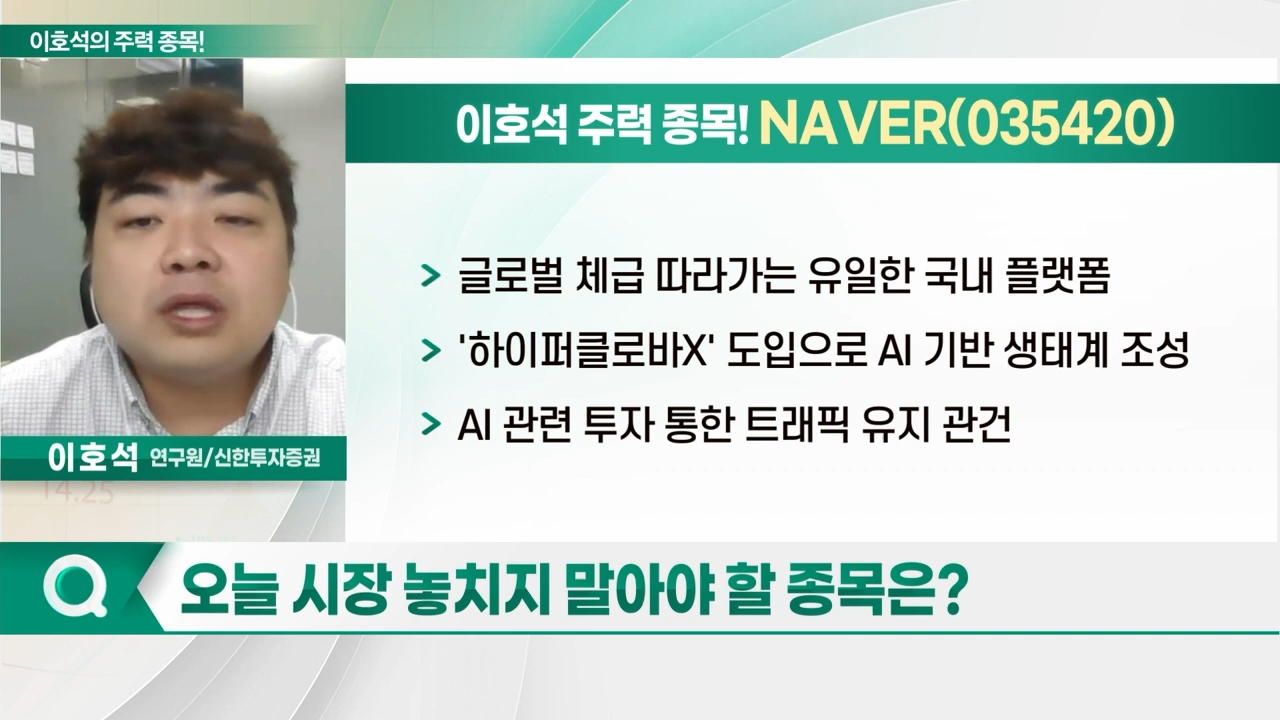 이호석의 주력 종목!
이호석 주력 종목! NAVER(035420)
> 글로벌 체급 따라가는 유일한 국내 플랫폼
> '하이퍼클로바X' 도입으로 AI 기반 생태계 조성
> AI 관련 투자 통한 트래픽 유지 관건
이호석 연구원/신한투자증권
14.25
Q 오늘 시장 놓치지 말아야 할 종목은?